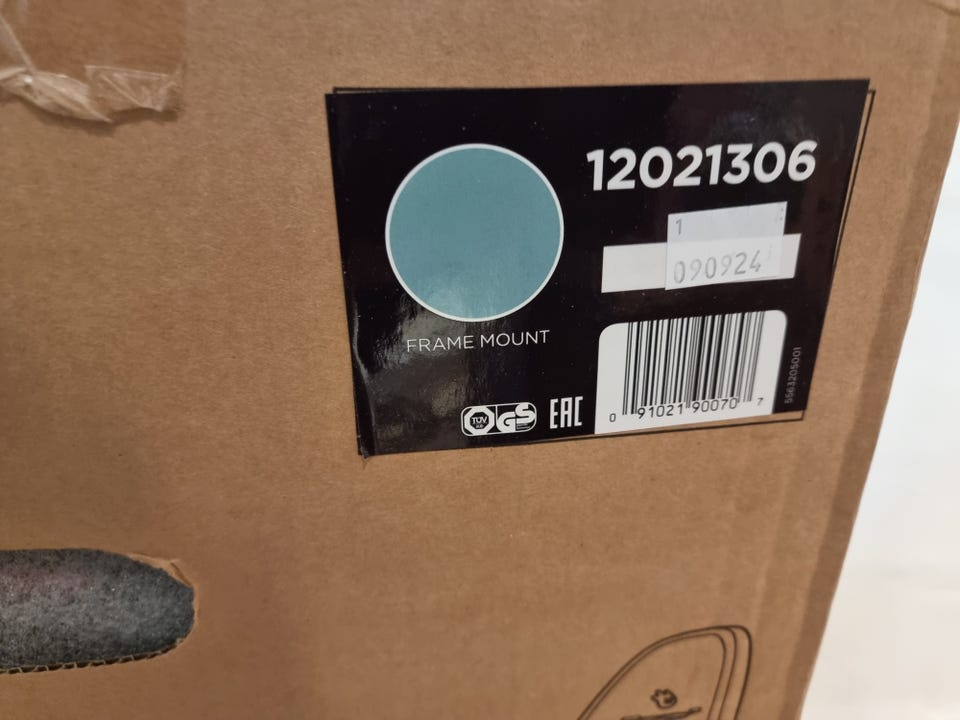 12021306
1
090924
FRAME MOUNT
TÜV
GS
EAC
0 91021 90070 7
5563205001